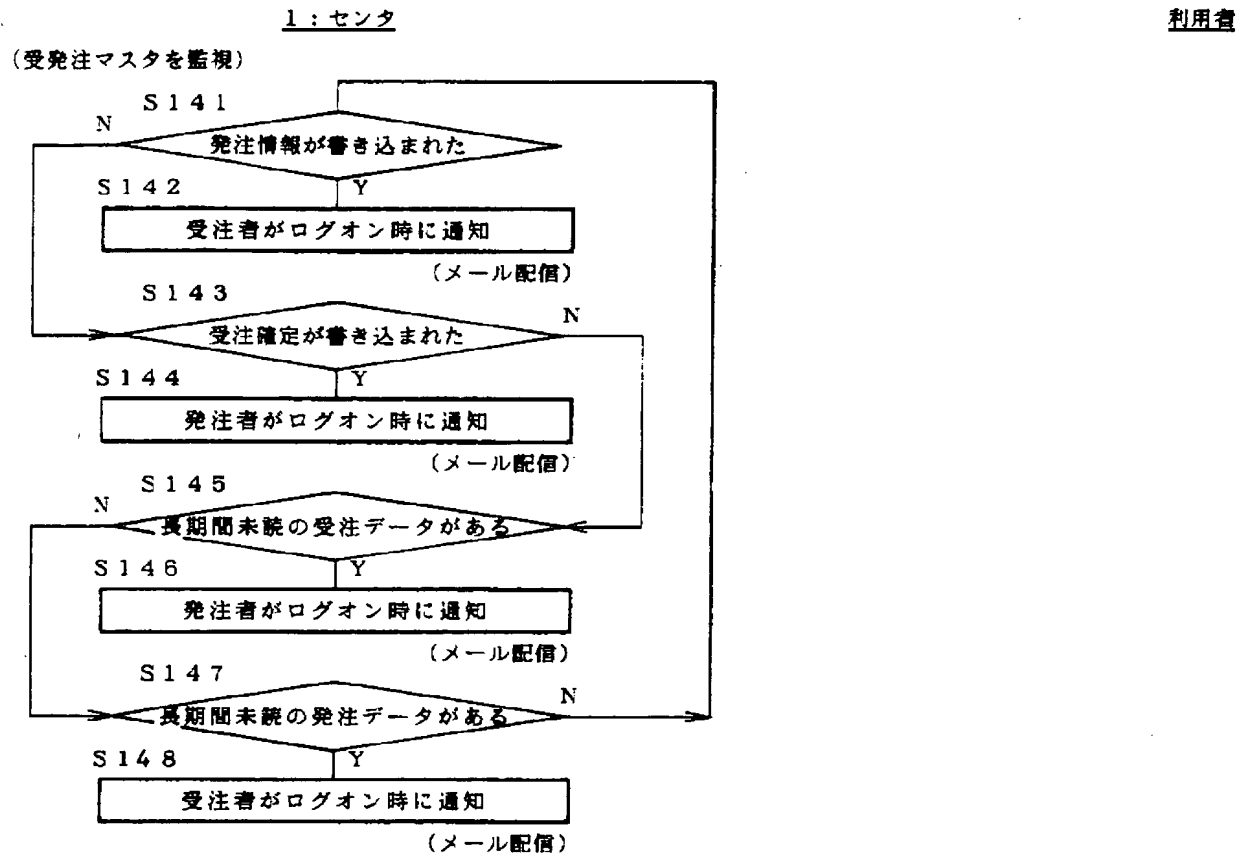 1：センタ
利用者
(受発注マスタを監視)
S141
N
発注情報が書き込まれた
S142
Y
受注者がログオン時に通知
(メール配信)
S143
N
受注確定が書き込まれた
S144
Y
発注者がログオン時に通知
(メール配信)
S145
N
長期間未読の受注データがある
S146
Y
発注者がログオン時に通知
(メール配信)
S147
N
長期間未読の発注データがある
S148
Y
受注者がログオン時に通知
(メール配信)